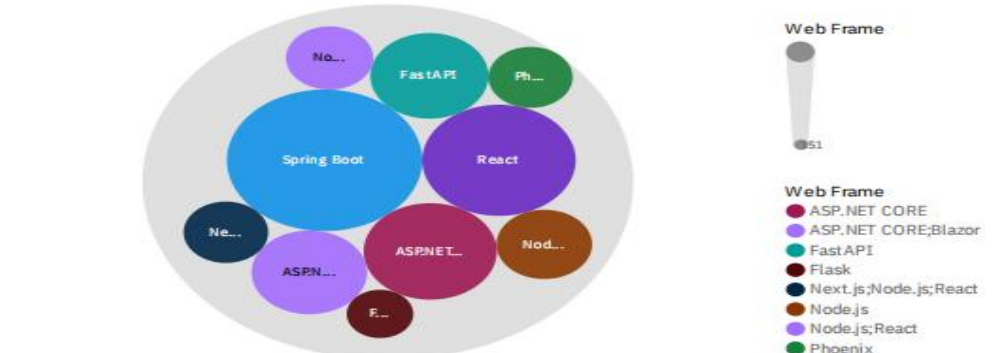 No...
FastAPI
Ph...
Spring Boot
React
Ne...
ASP.N...
ASP.NET...
Nod...
F...
Web Frame
351
Web Frame
ASP.NET CORE
ASP.NET CORE;Blazor
FastAPI
Flask
Next.js;Node.js;React
Node.js
Node.js;React
Phoenix